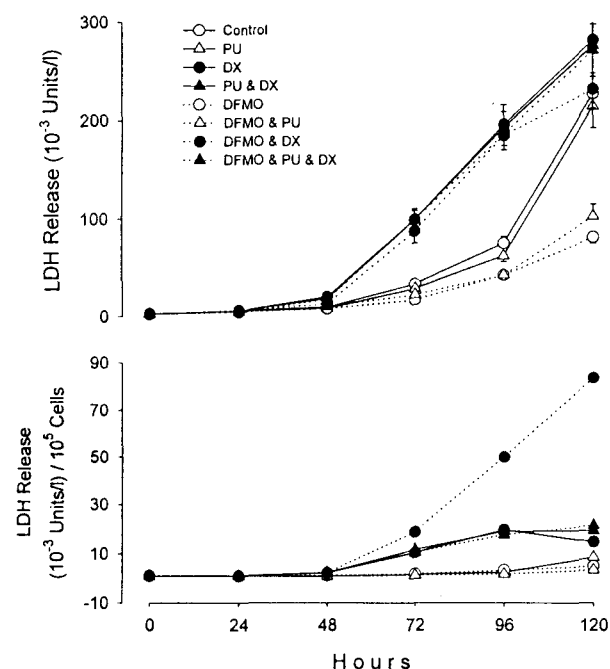 300
200
100
0
LDH Release (10⁻³ Units/l)
Control
PU
DX
PU & DX
DFMO
DFMO & PU
DFMO & DX
DFMO & PU & DX
90
70
50
30
10
-10
LDH Release
(10⁻³ Units/l) / 10⁵ Cells
0 24 48 72 96 120
Hours